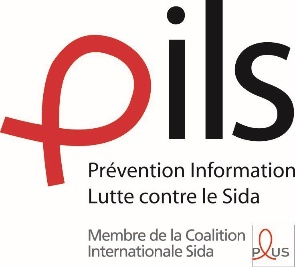 pils
Prévention Information
Lutte contre le Sida
Membre de la Coalition
Internationale Sida
PLUS